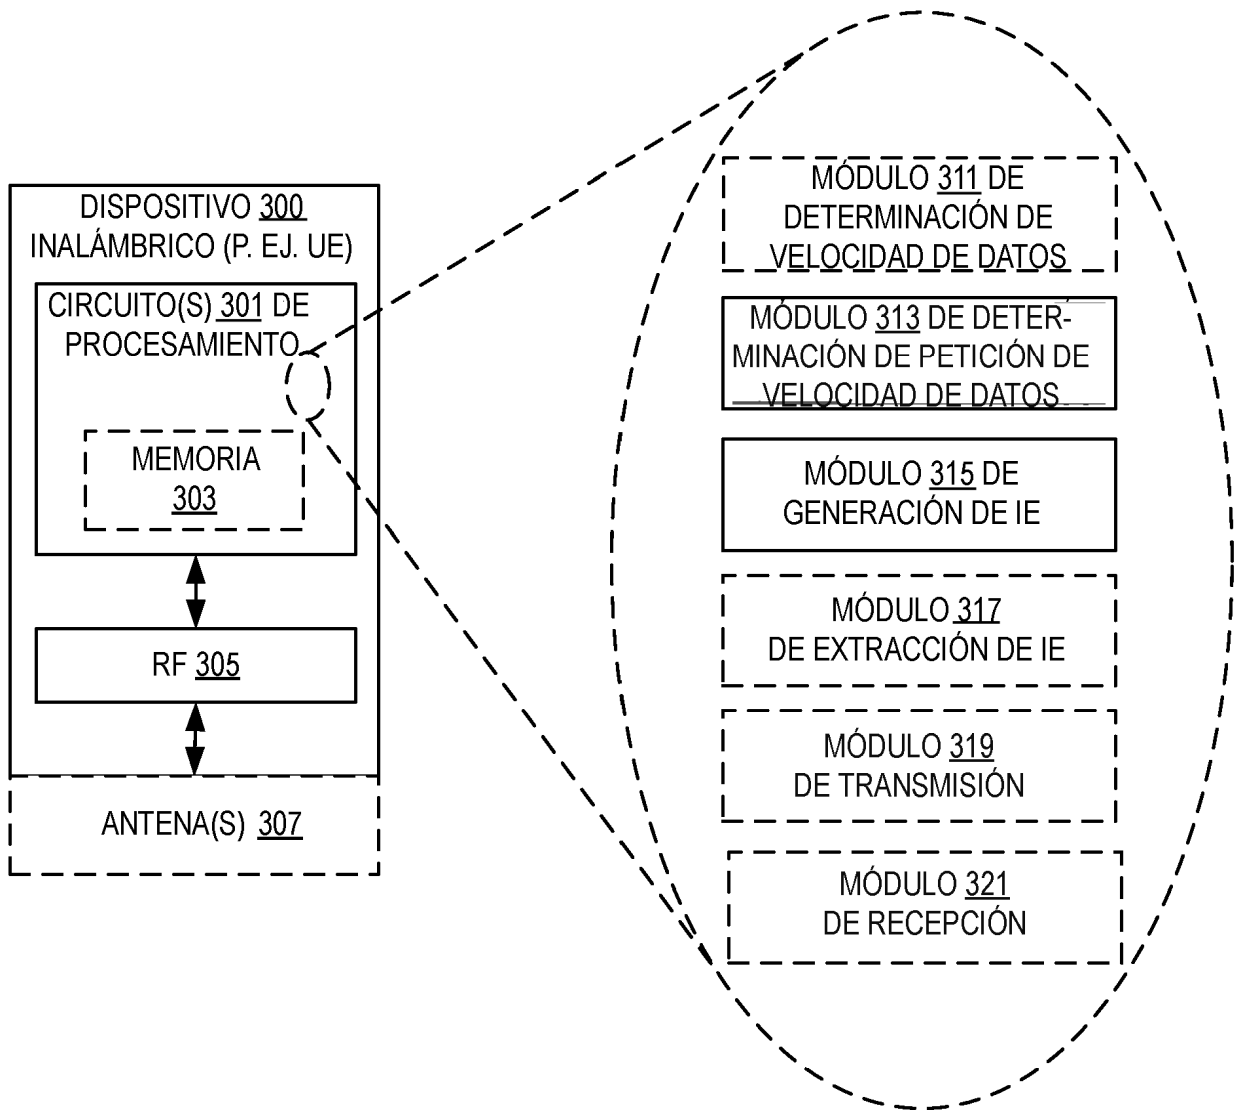 DISPOSITIVO 300
INALÁMBRICO (P. EJ. UE)
CIRCUITO(S) 301 DE
PROCESAMIENTO
MEMORIA
303
RF 305
ANTENA(S) 307
MÓDULO 311 DE
DETERMINACIÓN DE
VELOCIDAD DE DATOS
MÓDULO 313 DE DETER-
MINACIÓN DE PETICIÓN DE
VELOCIDAD DE DATOS
MÓDULO 315 DE
GENERACIÓN DE IE
MÓDULO 317
DE EXTRACCIÓN DE IE
MÓDULO 319
DE TRANSMISIÓN
MÓDULO 321
DE RECEPCIÓN